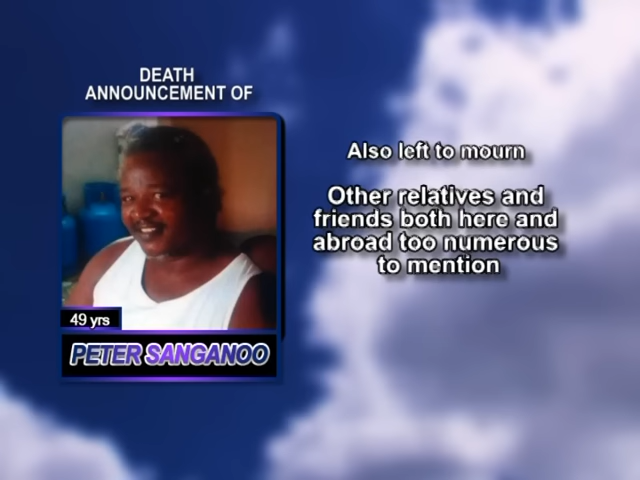 DEATH
ANNOUNCEMENT OF
49 yrs
PETER SANGANOO
Also left to mourn
Other relatives and
friends both here and
abroad too numerous
to mention